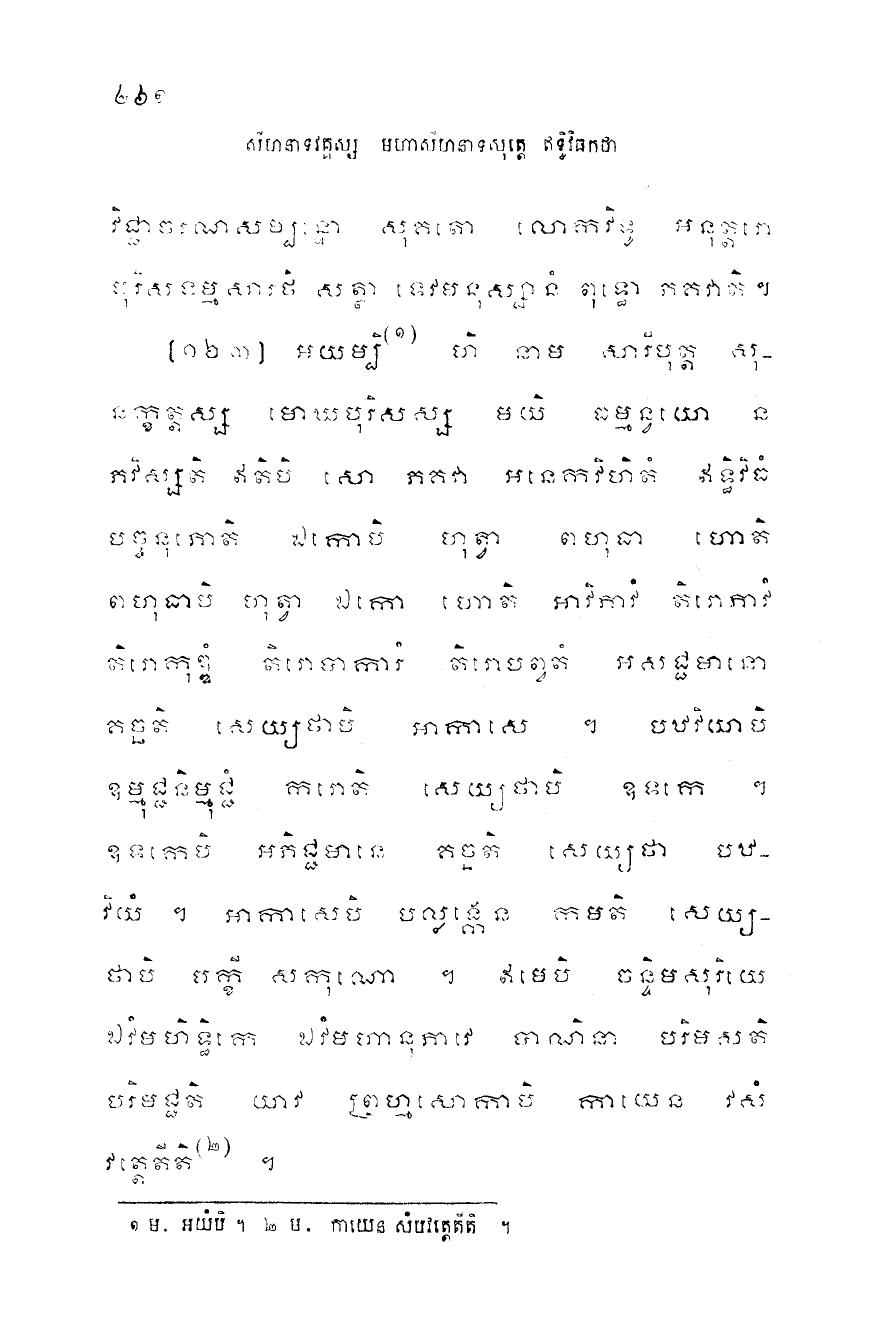 ៤៦១
សីហនាទវគ្គស្ស មហាសីហនាទសុត្តេ ឥទ្ធិវិធិកថា
វិជ្ជាចរណសម្បន្នោ សុគតោ លោកវិទូ អនុត្តរោ
បុរិសទម្មសារថិ សត្ថា ទេវមនុស្សានំ ពុទ្ធោ ភគវាតិ។
[១៦៣] អយម្បិ(១) ហិ នាម សារីបុត្ត សុ-
នក្ខត្តស្ស មោឃបុរិសស្ស មយិ ធម្មន្វយោ ន
ភវិស្សតិ ឥតិបិ សោ ភគវា អនេកវិហិតំ ឥទ្ធិវិធំ
បច្ចនុភោតិ ឯកោបិ ហុត្វា ពហុធា ហោតិ
ពហុធាបិ ហុត្វា ឯកោ ហោតិ អាវិភាវំ តិរោភាវំ
តិរោកុឌ្ឌំ តិរោបាការំ តិរោបព្វតំ អសជ្ជមានោ
គច្ឆតិ សេយ្យថាបិ អាកាសេ ។ បឋវិយាបិ
ឧម្មុជ្ជនិម្មុជ្ជំ ករោតិ សេយ្យថាបិ ឧទកេ ។
ឧទកេបិ អភិជ្ជមានេ គច្ឆតិ សេយ្យថា បឋ-
វិយំ ។ អាកាសេបិ បល្លង្កេន កមតិ សេយ្យ-
ថាបិ បក្ខី សកុណោ ។ ឥមេបិ ចន្ទិមសុរិយេ
ឯវំមហិទ្ធិកេ ឯវំមហានុភាវេ បាណិនា បរិមសតិ
បរិមជ្ជតិ យាវ ព្រហ្មលោកាបិ កាយេន វសំ
វត្តេតីតិ(២) ។
១ ម. អយំបិ ។ ២ ប. កាយេន សំបវត្តេតីតិ ។